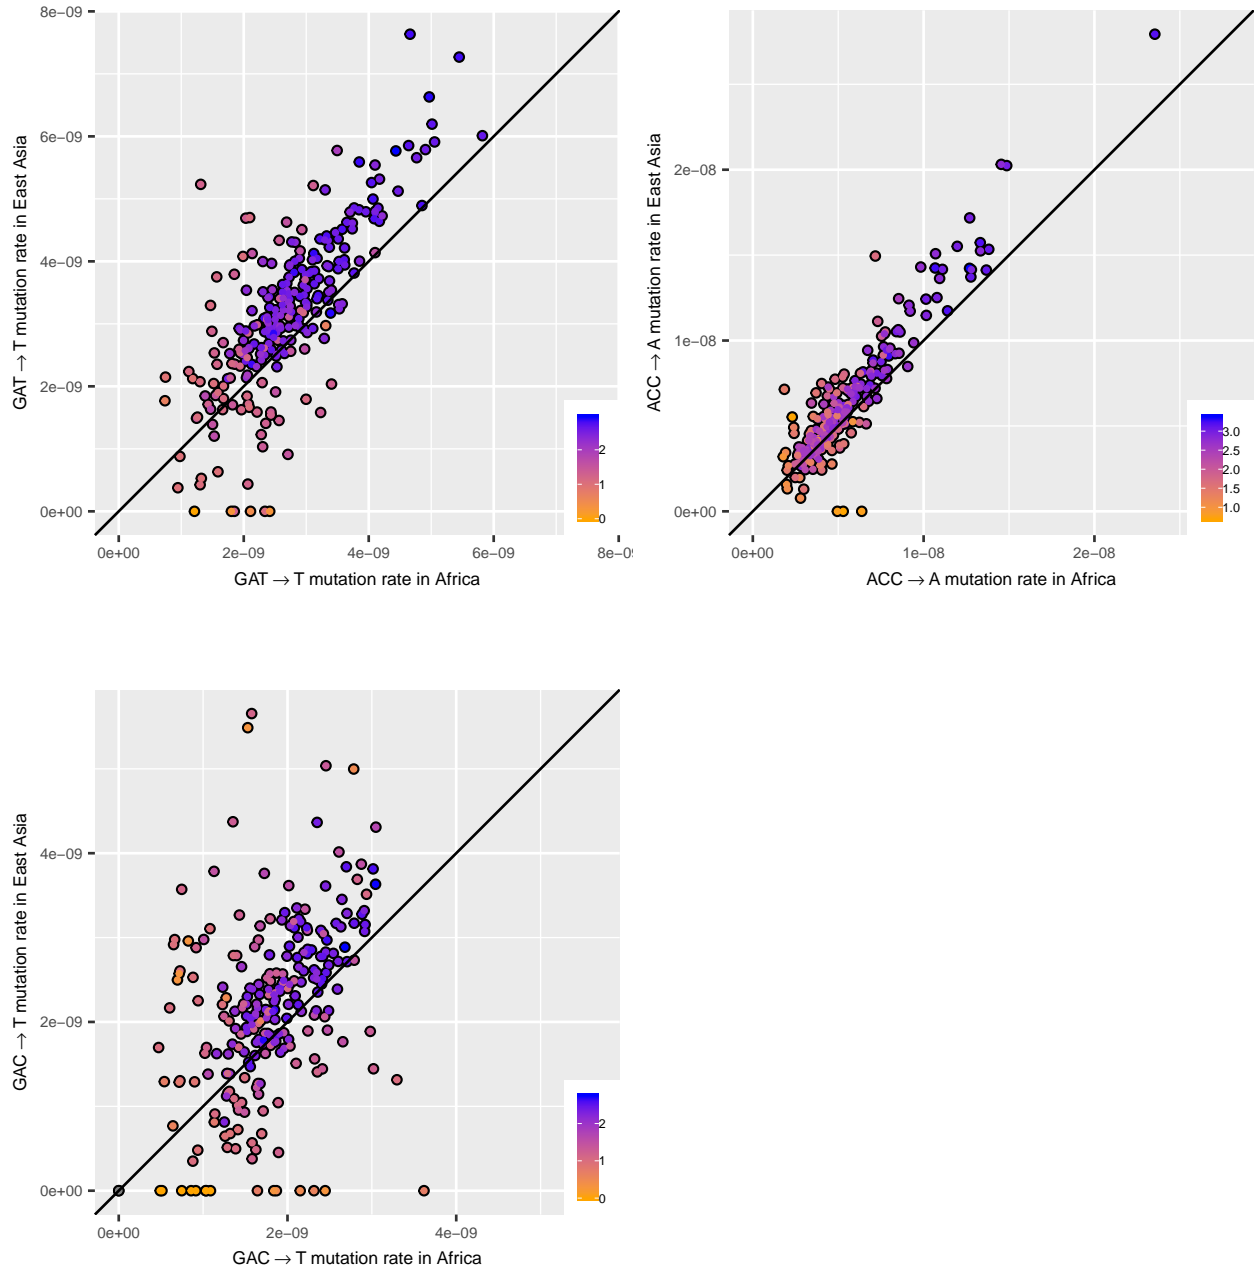 8e−09
6e−09
4e−09
2e−09
0e+00
GAT → T mutation rate in East Asia
2
1
0
0e+00 2e−09 4e−09 6e−09 8e−0
GAT → T mutation rate in Africa
2e−08
1e−08
0e+00
ACC → A mutation rate in East Asia
3.0
2.5
2.0
1.5
1.0
0e+00 1e−08 2e−08
ACC → A mutation rate in Africa
4e−09
2e−09
0e+00
GAC → T mutation rate in East Asia
2
1
0
0e+00 2e−09 4e−09
GAC → T mutation rate in Africa